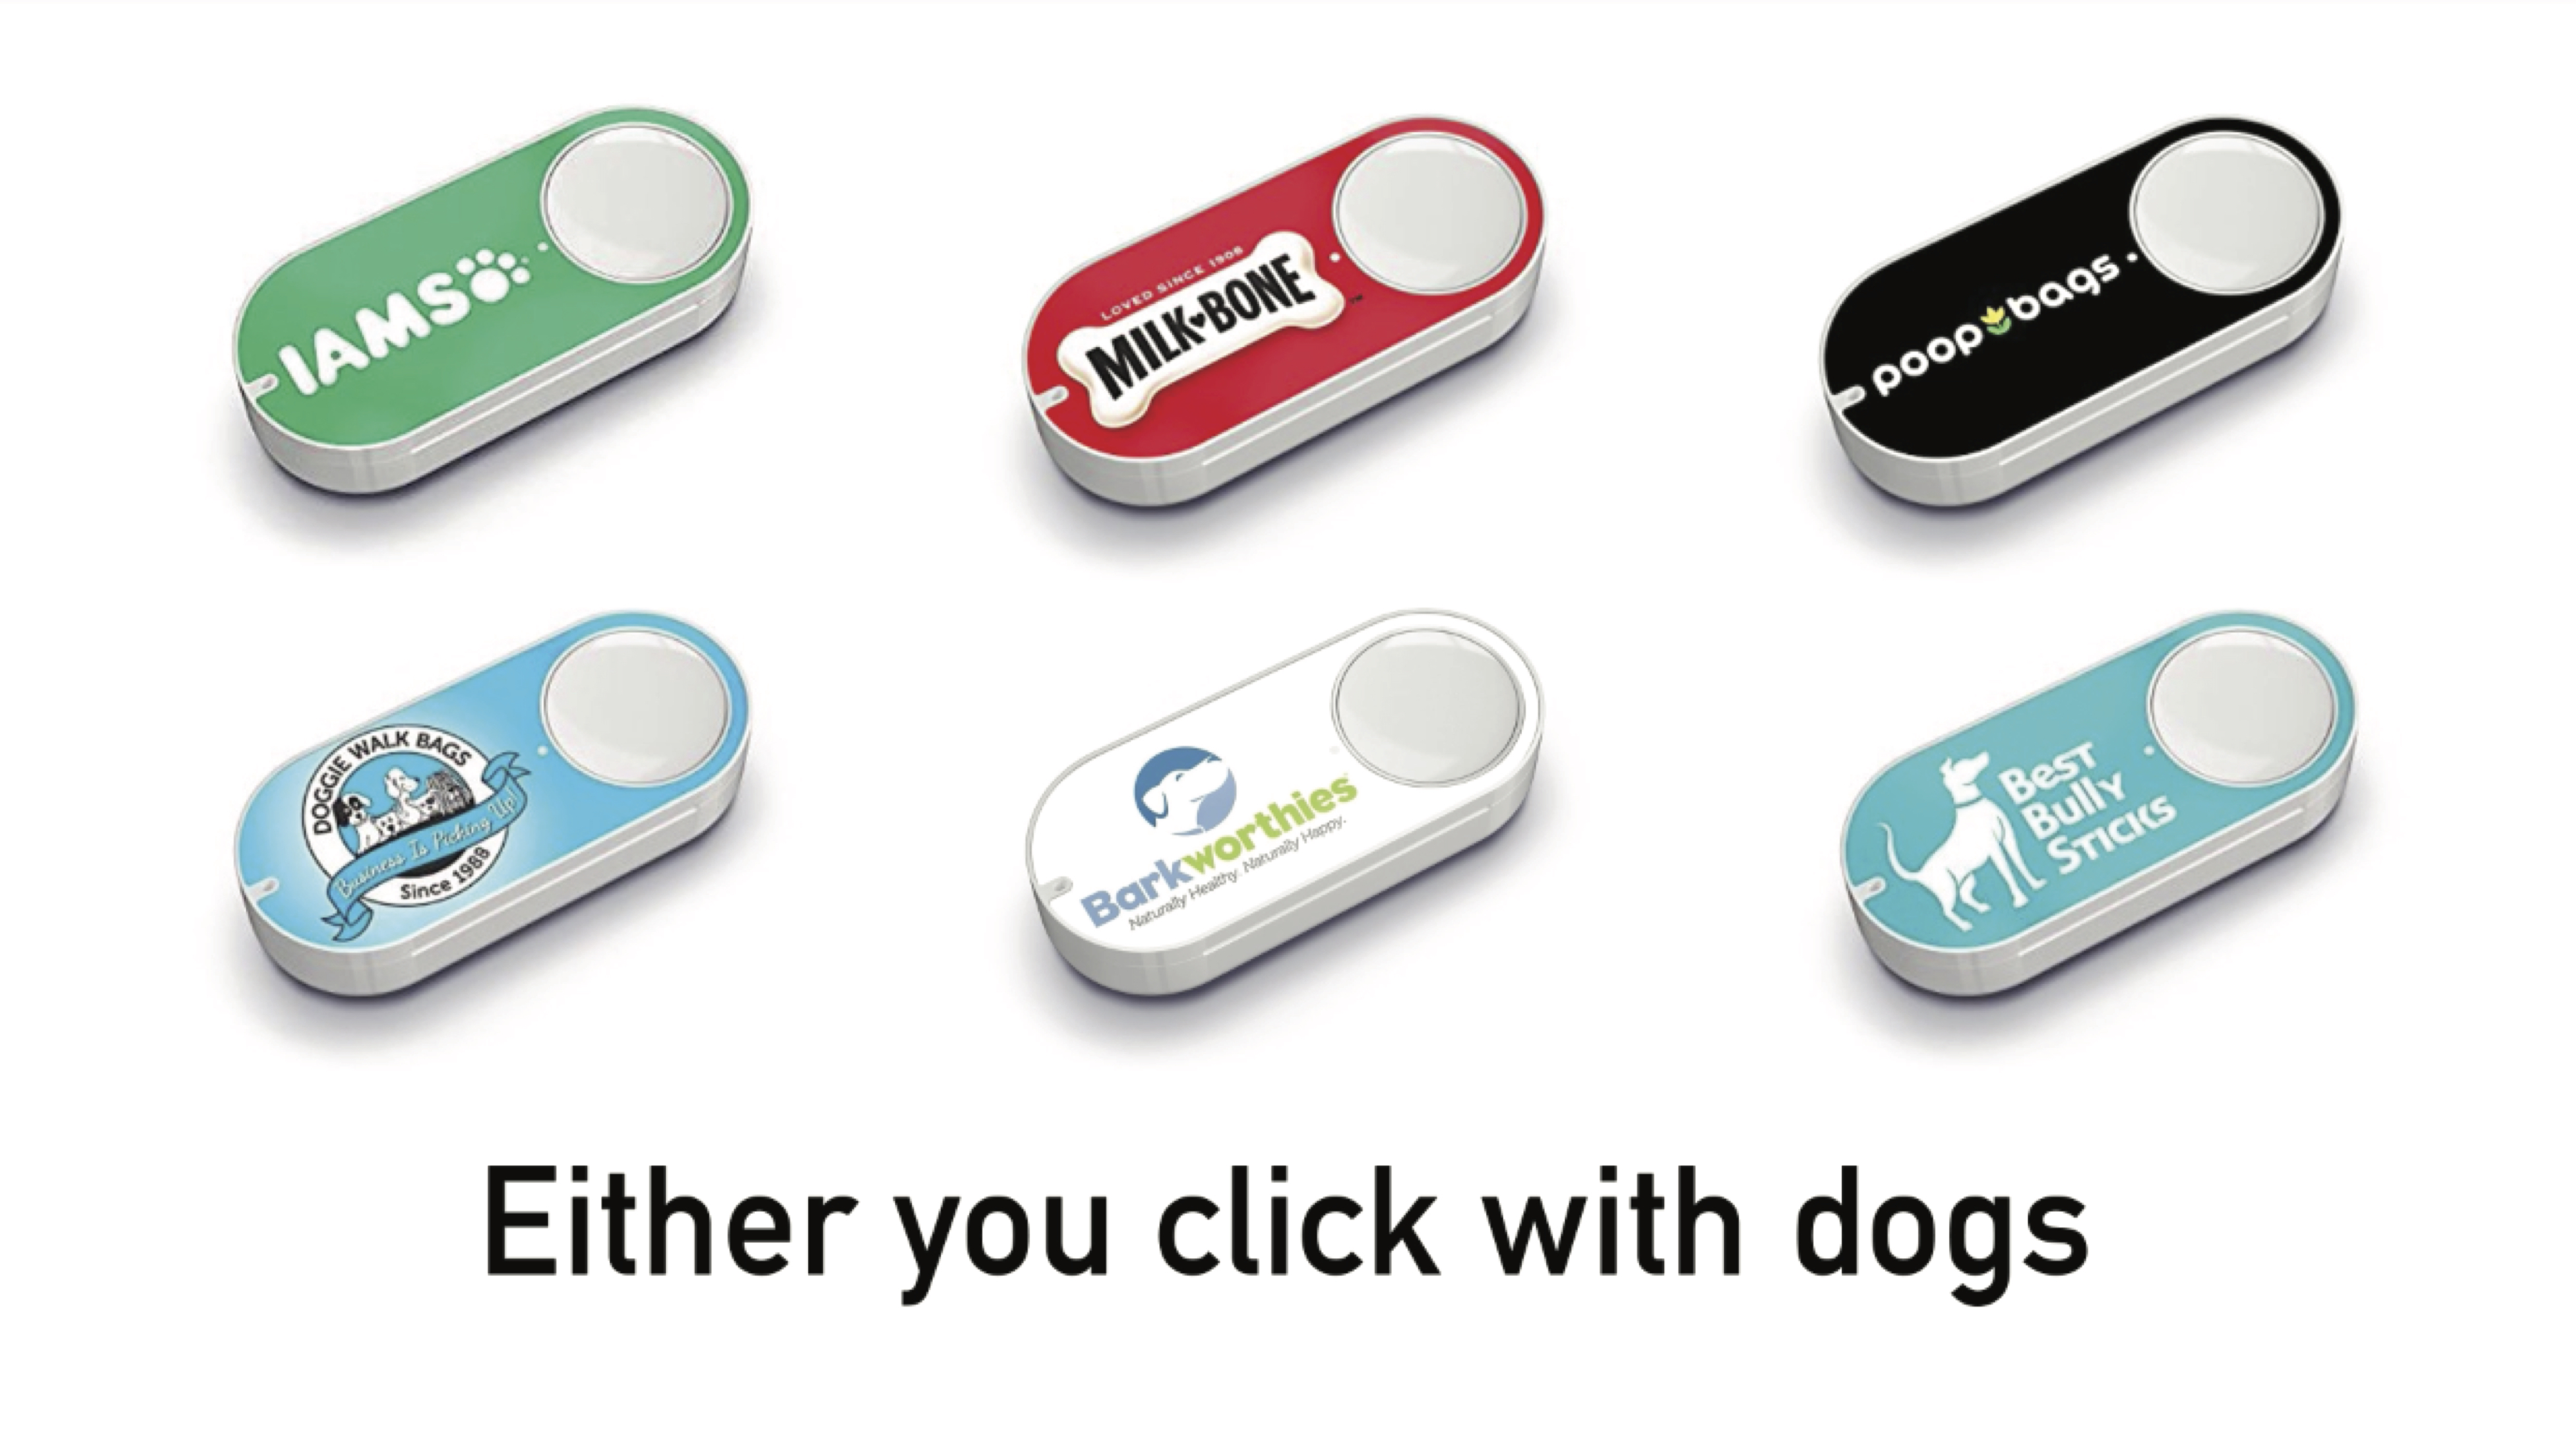 IAMS
LOVED SINCE 1908
MILK•BONE
™
poop bags
DOGGIE WALK BAGS
Business Is Picking Up!
Since 1988
Barkworthies
Naturally Healthy. Naturally Happy.
Best
Bully
Sticks
Either you click with dogs